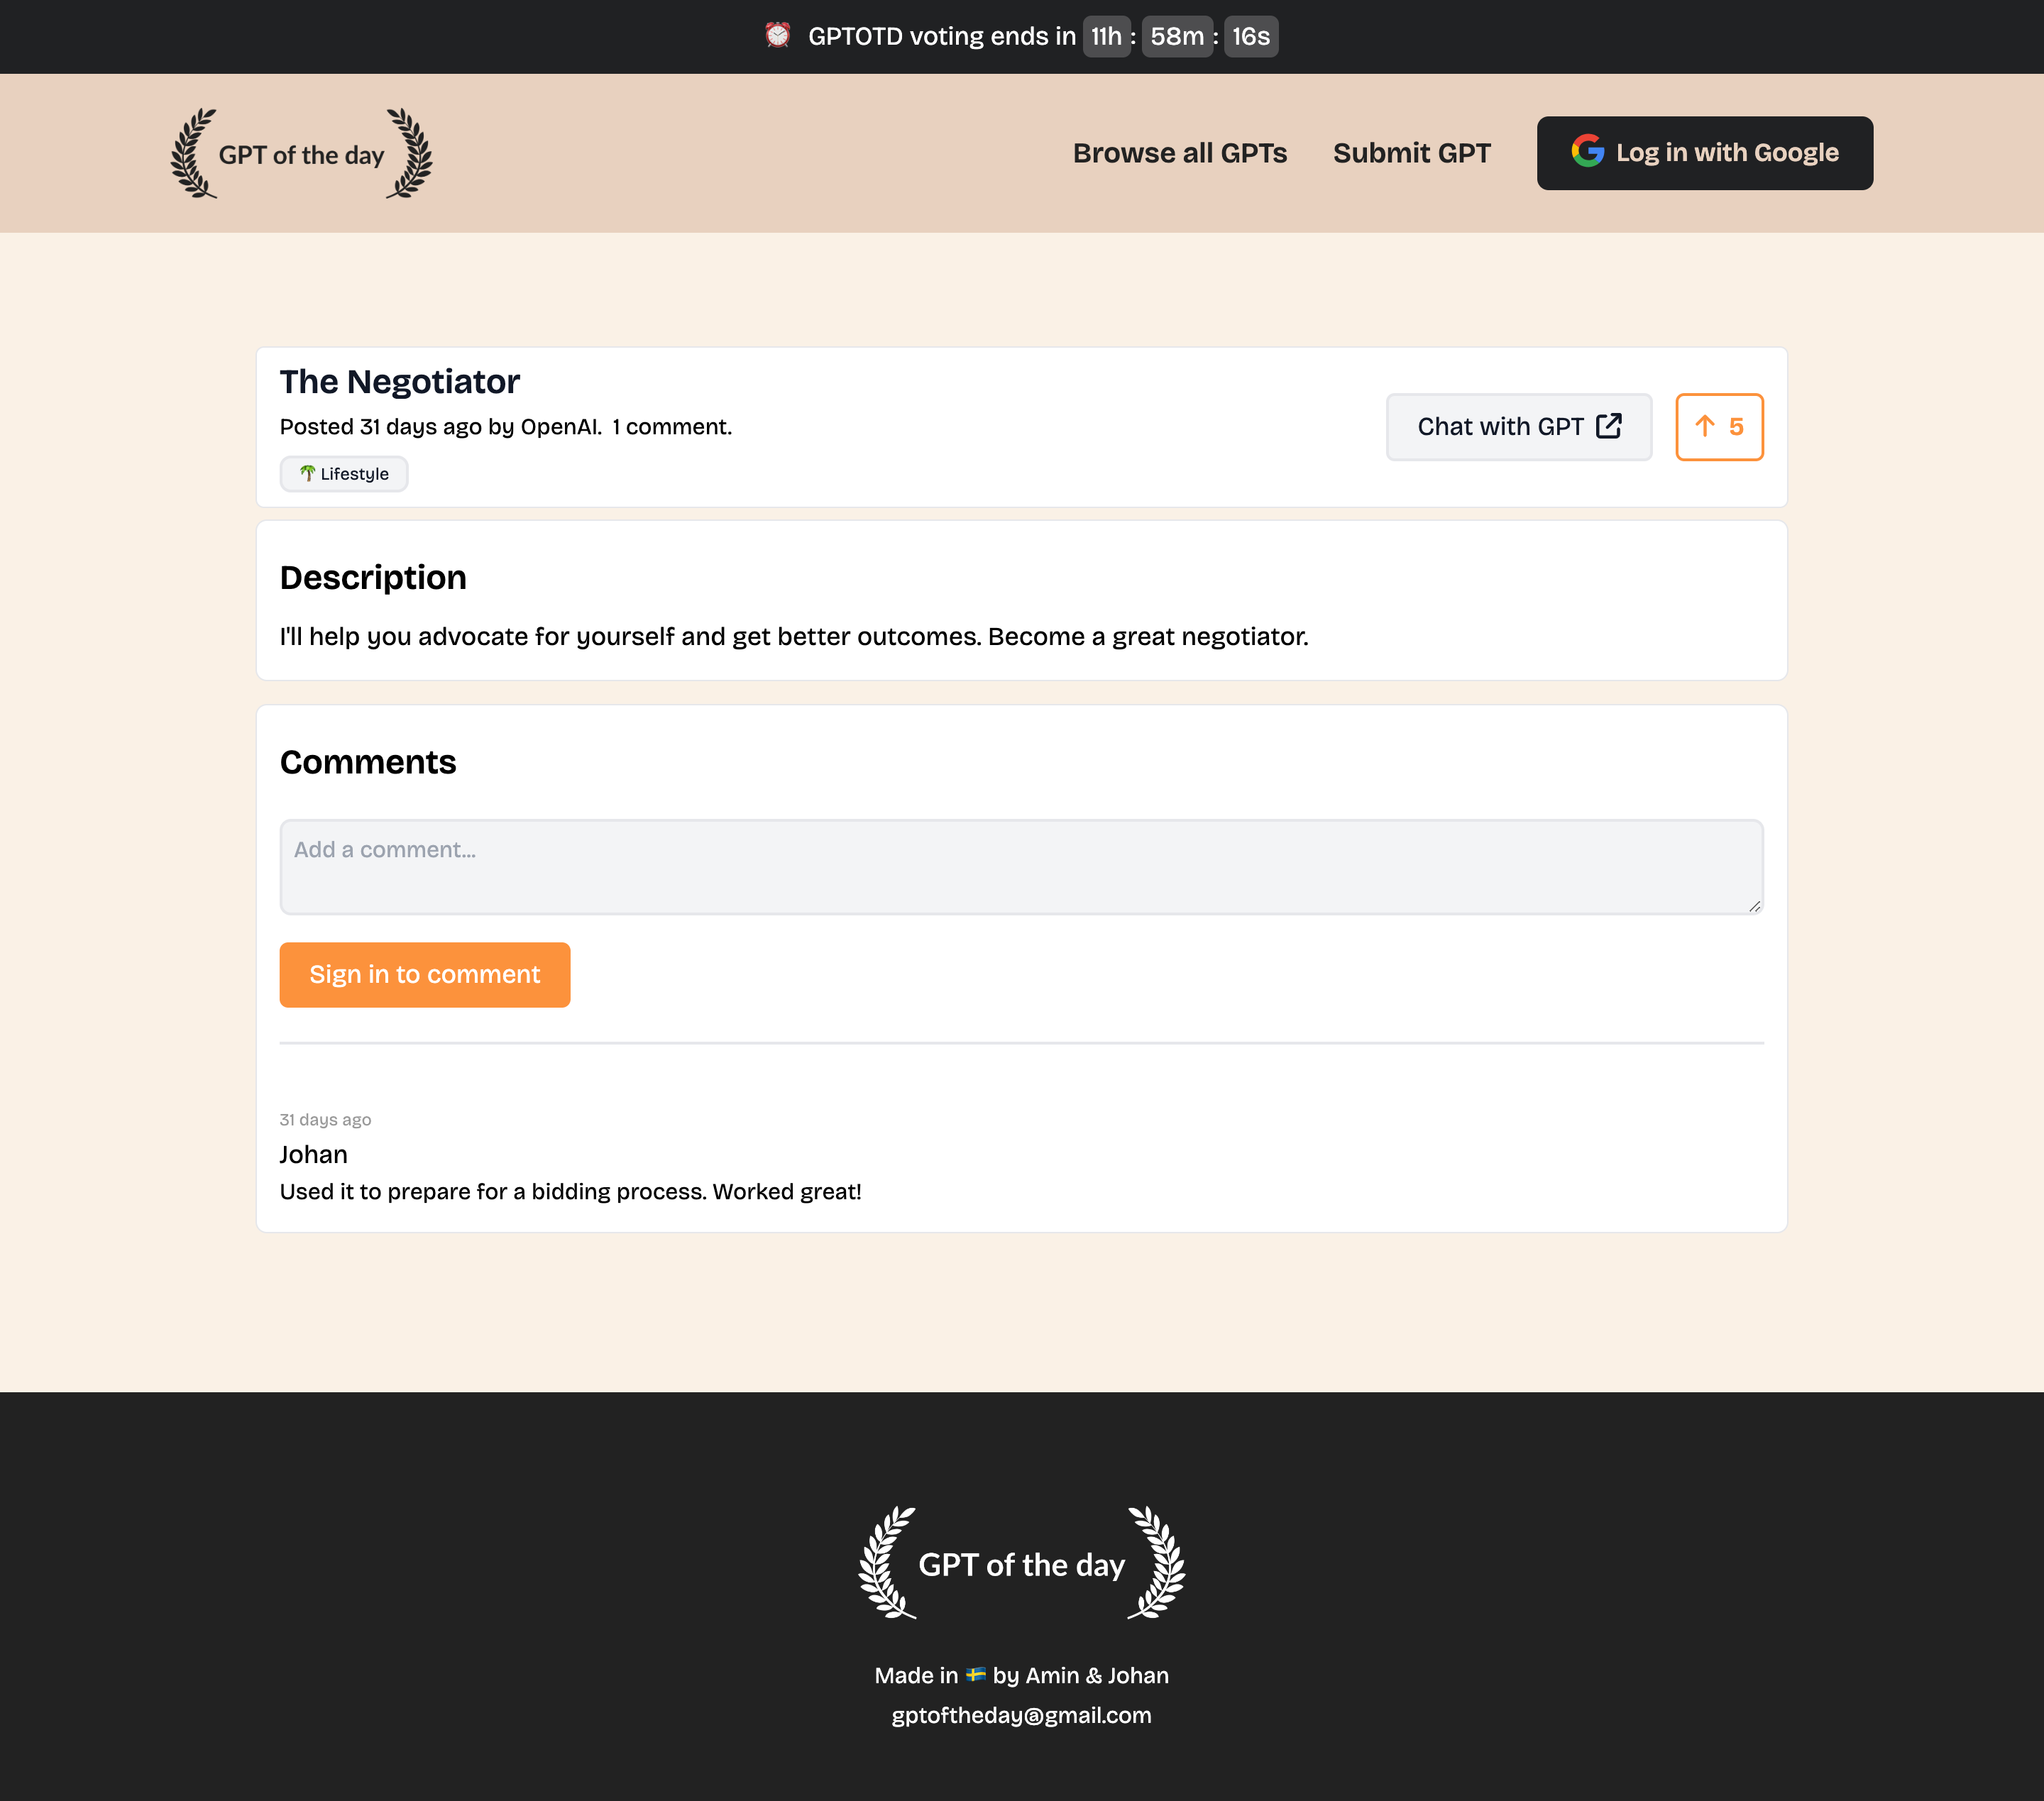 ⏰ GPTOTD voting ends in 11h : 58m : 16s
GPT of the day
Browse all GPTs
Submit GPT
Log in with Google
The Negotiator
Posted 31 days ago by OpenAI. 1 comment.
🌴 Lifestyle
Chat with GPT
5
Description
I'll help you advocate for yourself and get better outcomes. Become a great negotiator.
Comments
Add a comment...
Sign in to comment
31 days ago
Johan
Used it to prepare for a bidding process. Worked great!
GPT of the day
Made in 🇸🇪 by Amin & Johan
gptoftheday@gmail.com